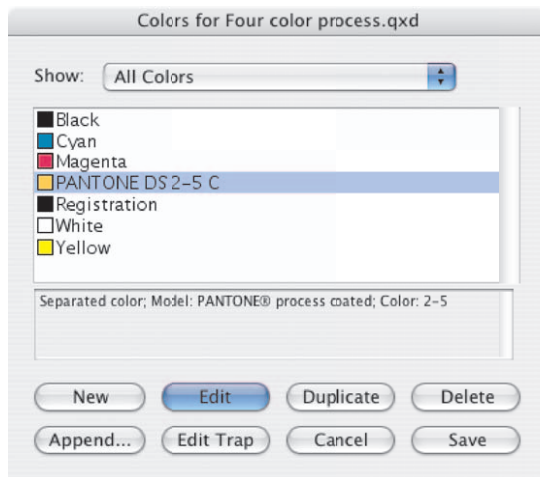 Colors for Four color process.qxd
Show: All Colors
Black
Cyan
Magenta
PANTONE DS 2-5 C
Registration
White
Yellow
Separated color; Model: PANTONE® process coated; Color: 2-5
New Edit Duplicate Delete
Append... Edit Trap Cancel Save